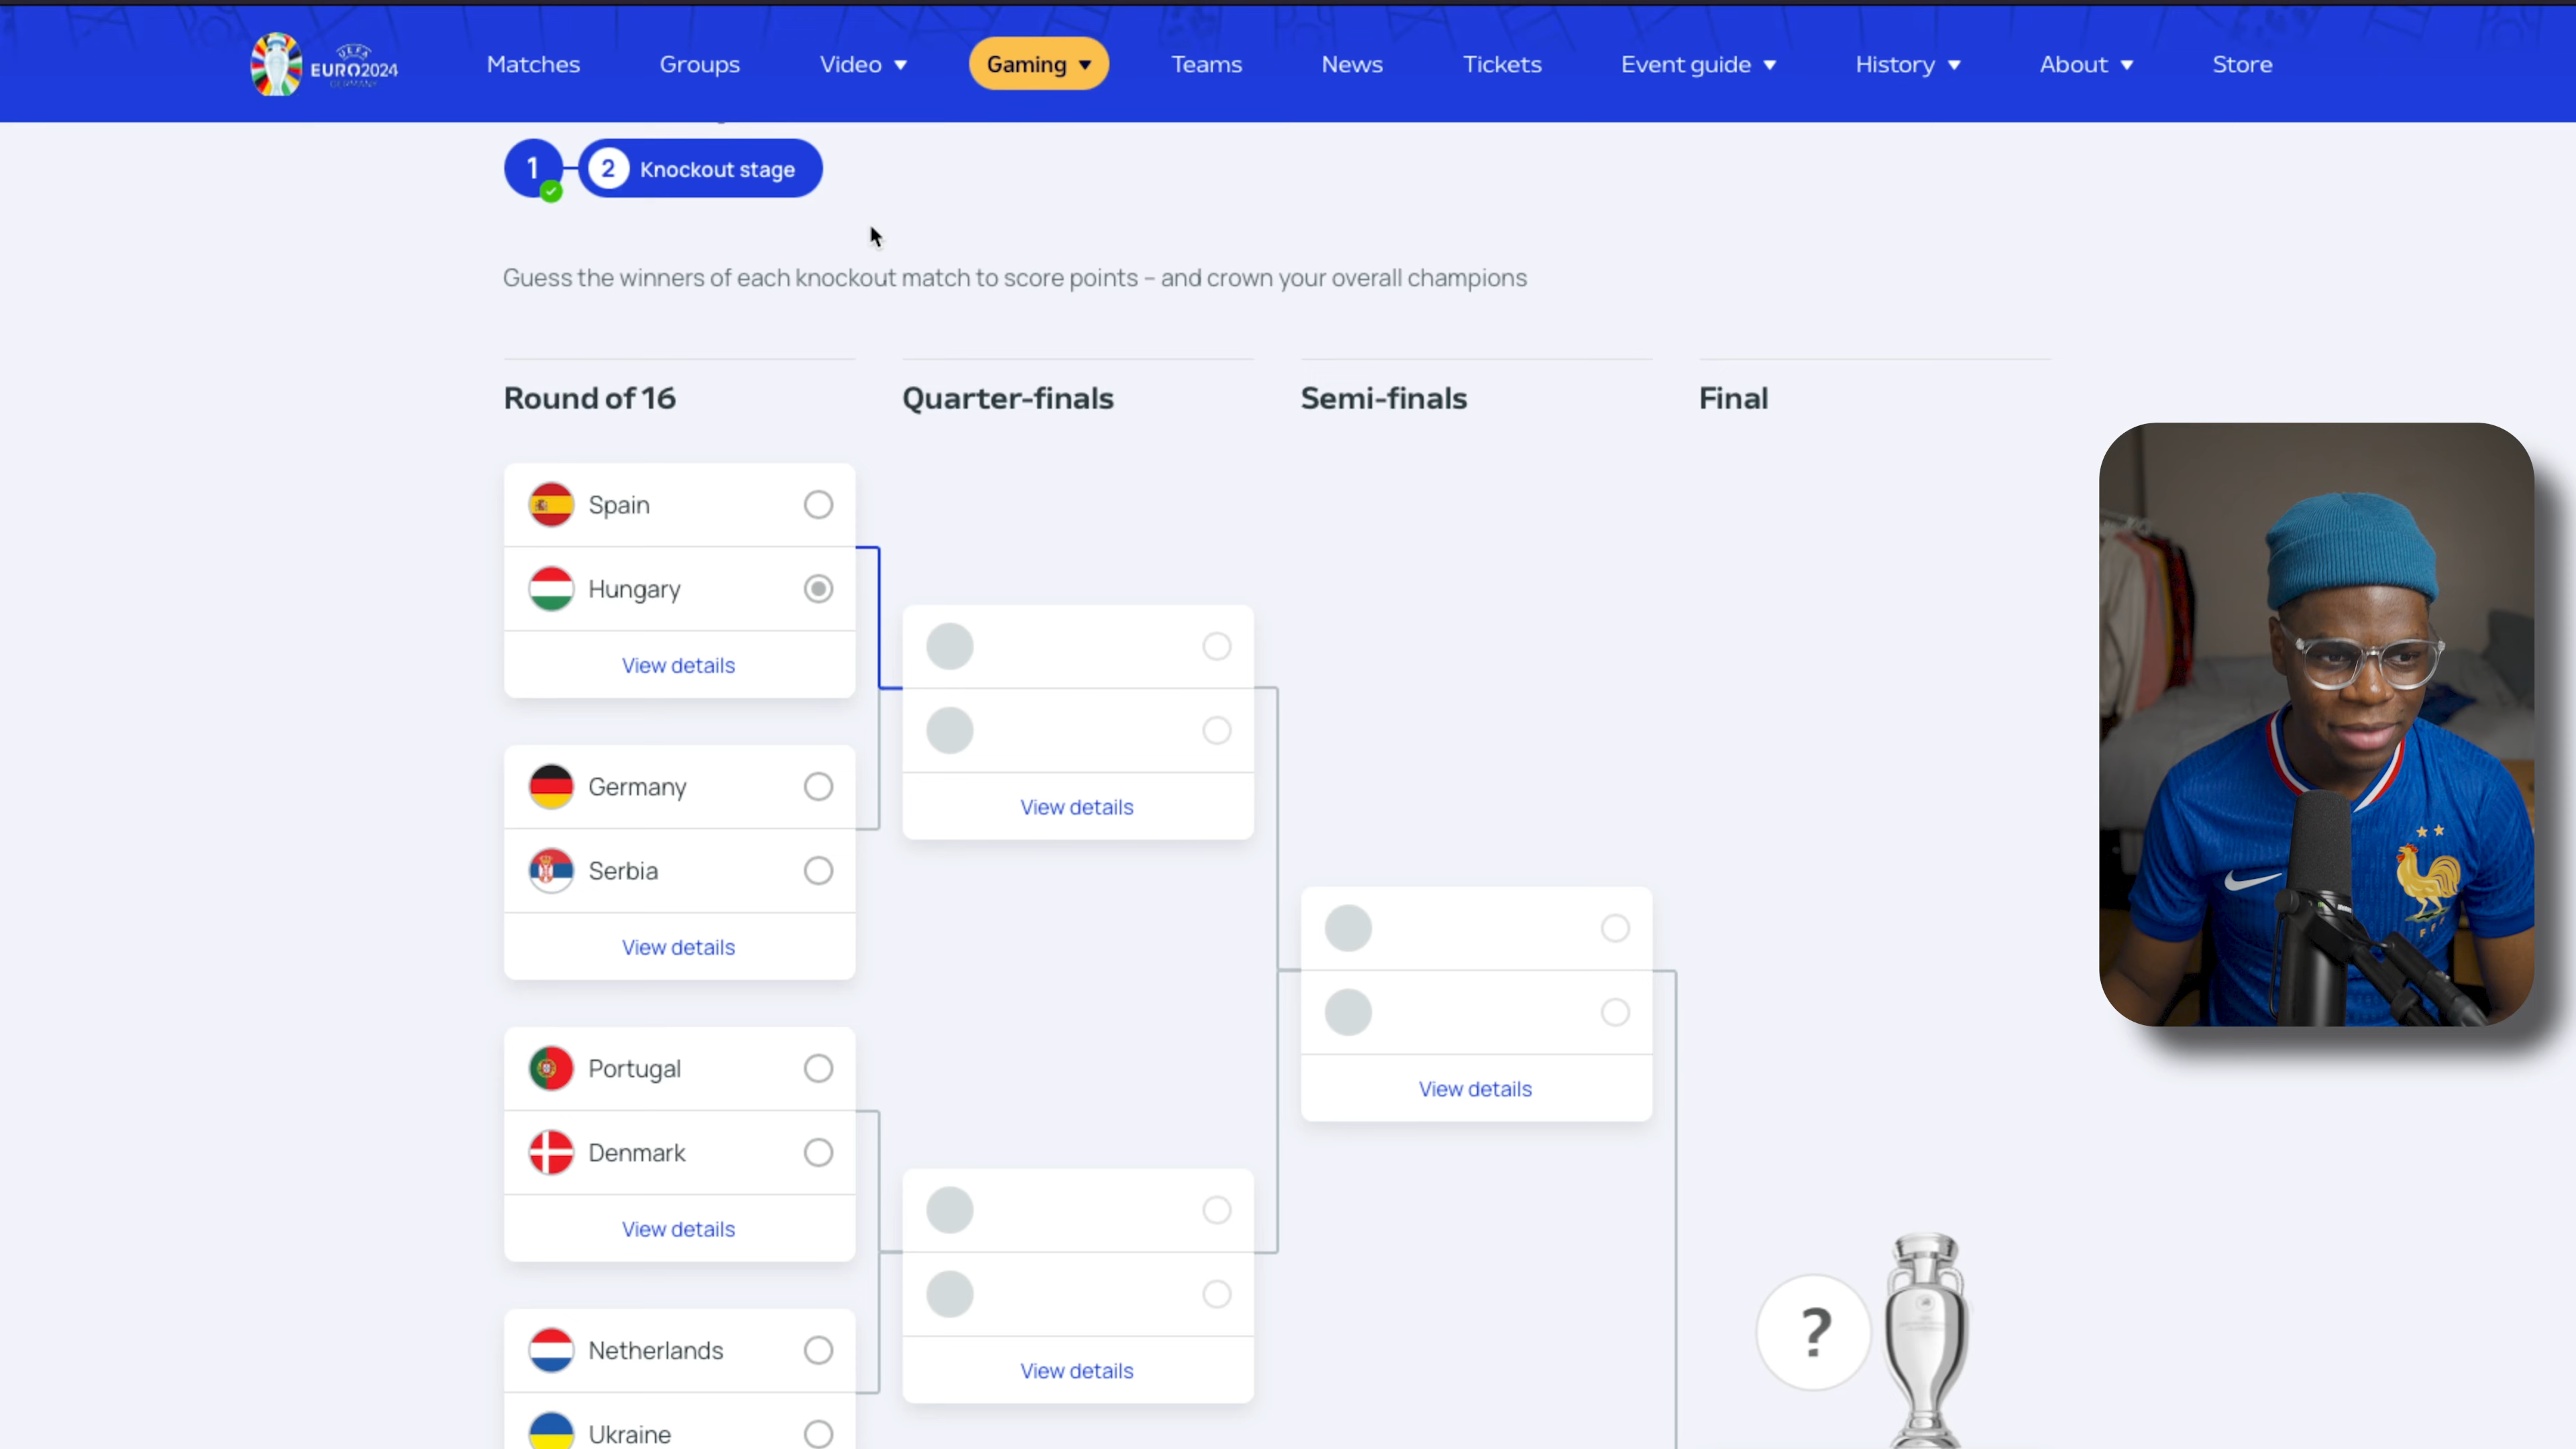 UEFA
EURO2024
GERMANY
Matches
Groups
Video
Gaming
Teams
News
Tickets
Event guide
History
About
Store
1
2 Knockout stage
Guess the winners of each knockout match to score points – and crown your overall champions
Round of 16
Quarter-finals
Semi-finals
Final
Spain
Hungary
View details
Germany
Serbia
View details
Portugal
Denmark
View details
Netherlands
Ukraine
View details
View details
View details
?